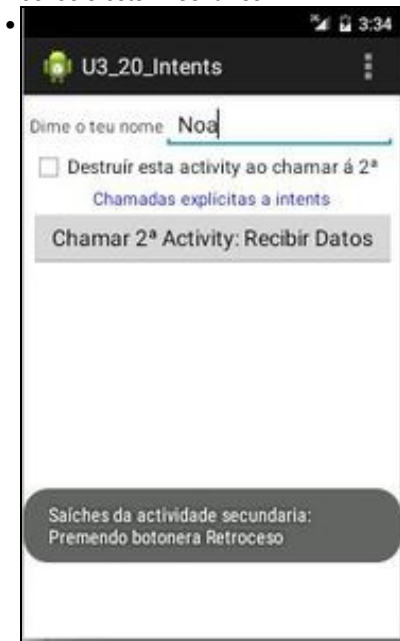 3:34
U3_20_Intents
Dime o teu nome Noa
Destruír esta activity ao chamar á 2ª
Chamadas explícitas a intents
Chamar 2ª Activity: Recibir Datos
Saíches da actividade secundaria:
Premendo botonera Retroceso